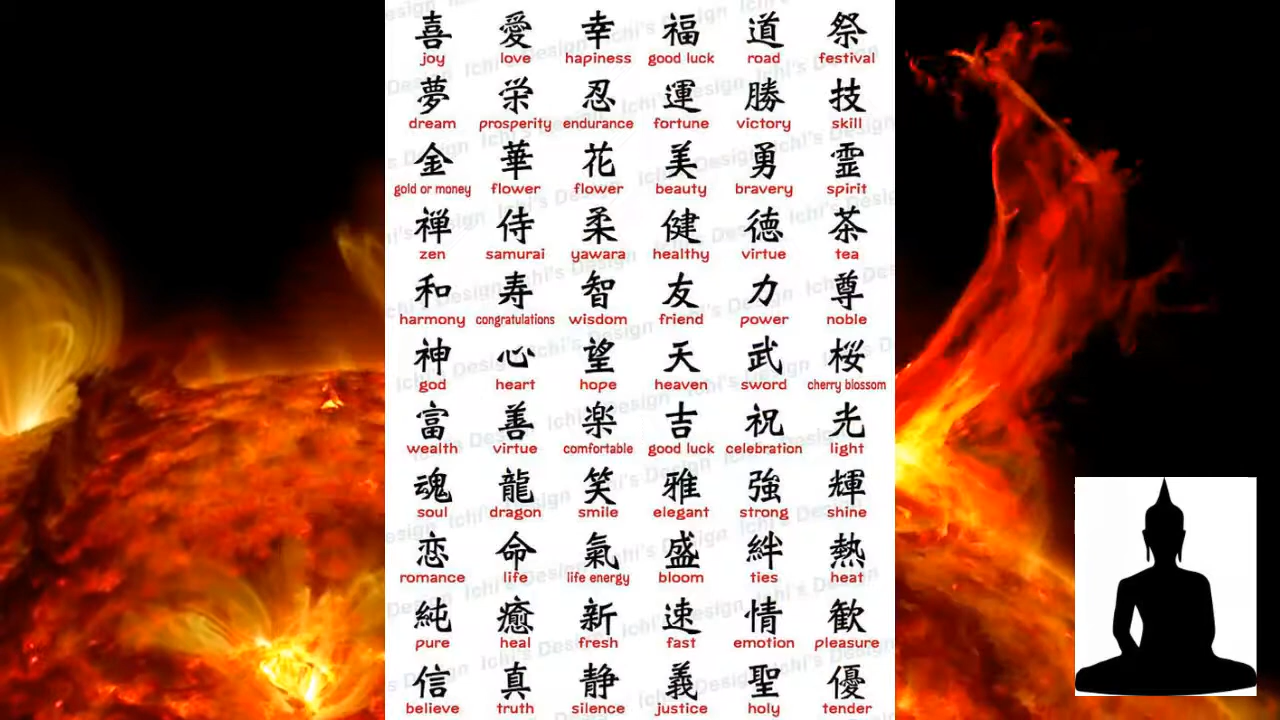 喜 愛 幸 福 道 祭
joy love hapiness good luck road festival
夢 栄 忍 運 勝 技
dream prosperity endurance fortune victory skill
金 華 花 美 勇 霊
gold or money flower flower beauty bravery spirit
禅 侍 柔 健 徳 茶
zen samurai yawara healthy virtue tea
和 寿 智 友 力 尊
harmony congratulations wisdom friend power noble
神 心 望 天 武 桜
god heart hope heaven sword cherry blossom
富 善 楽 吉 祝 光
wealth virtue comfortable good luck celebration light
魂 龍 笑 雅 強 輝
soul dragon smile elegant strong shine
恋 命 氣 盛 絆 熱
romance life life energy bloom ties heat
純 癒 新 速 情 歓
pure heal fresh fast emotion pleasure
信 真 静 義 聖 優
believe truth silence justice holy tender
Ichi's Design